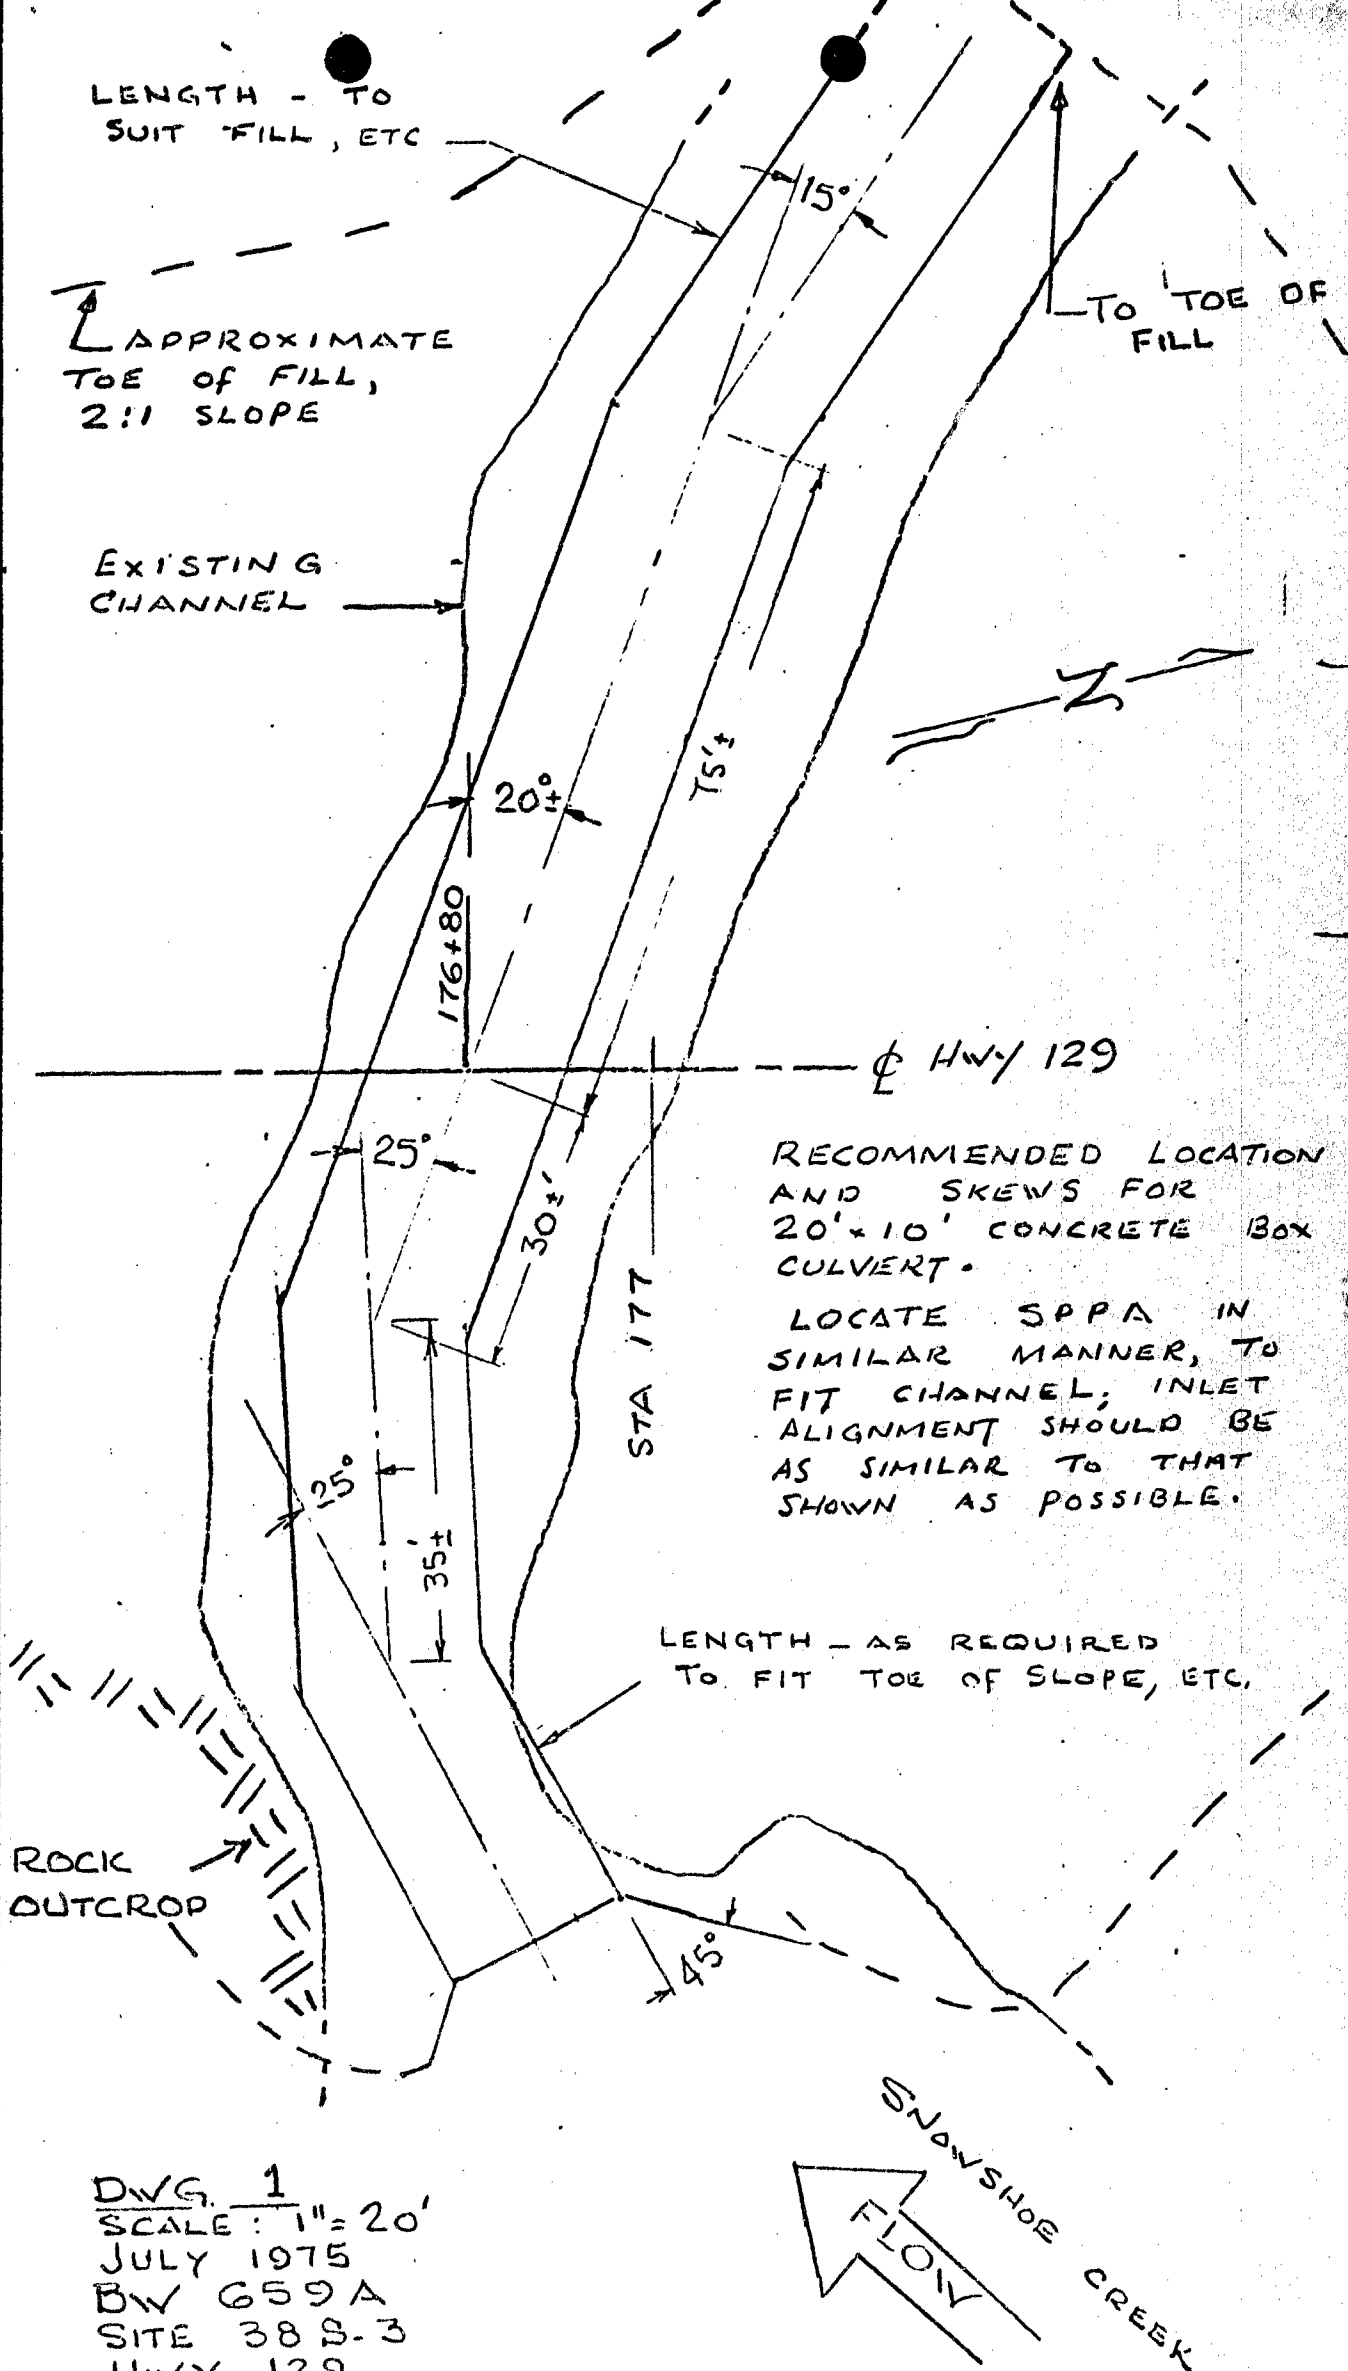 LENGTH - TO
SUIT FILL, ETC
15°
TO TOE OF
FILL
APPROXIMATE
TOE of FILL,
2:1 SLOPE
EXISTING
CHANNEL
N
75'±
20°±
176+80
₵ HWY 129
25°
30±'
STA 177
RECOMMENDED LOCATION
AND SKEWS FOR
20'x10' CONCRETE BOX
CULVERT.
LOCATE SPPA IN
SIMILAR MANNER, TO
FIT CHANNEL; INLET
ALIGNMENT SHOULD BE
AS SIMILAR TO THAT
SHOWN AS POSSIBLE.
25°
35'±
LENGTH - AS REQUIRED
TO FIT TOE OF SLOPE, ETC.
ROCK
OUTCROP
45°
SNOWSHOE CREEK
FLOW
DWG. 1
SCALE : 1"= 20'
JULY 1975
BW 659A
SITE 38 S-3
HWY 129